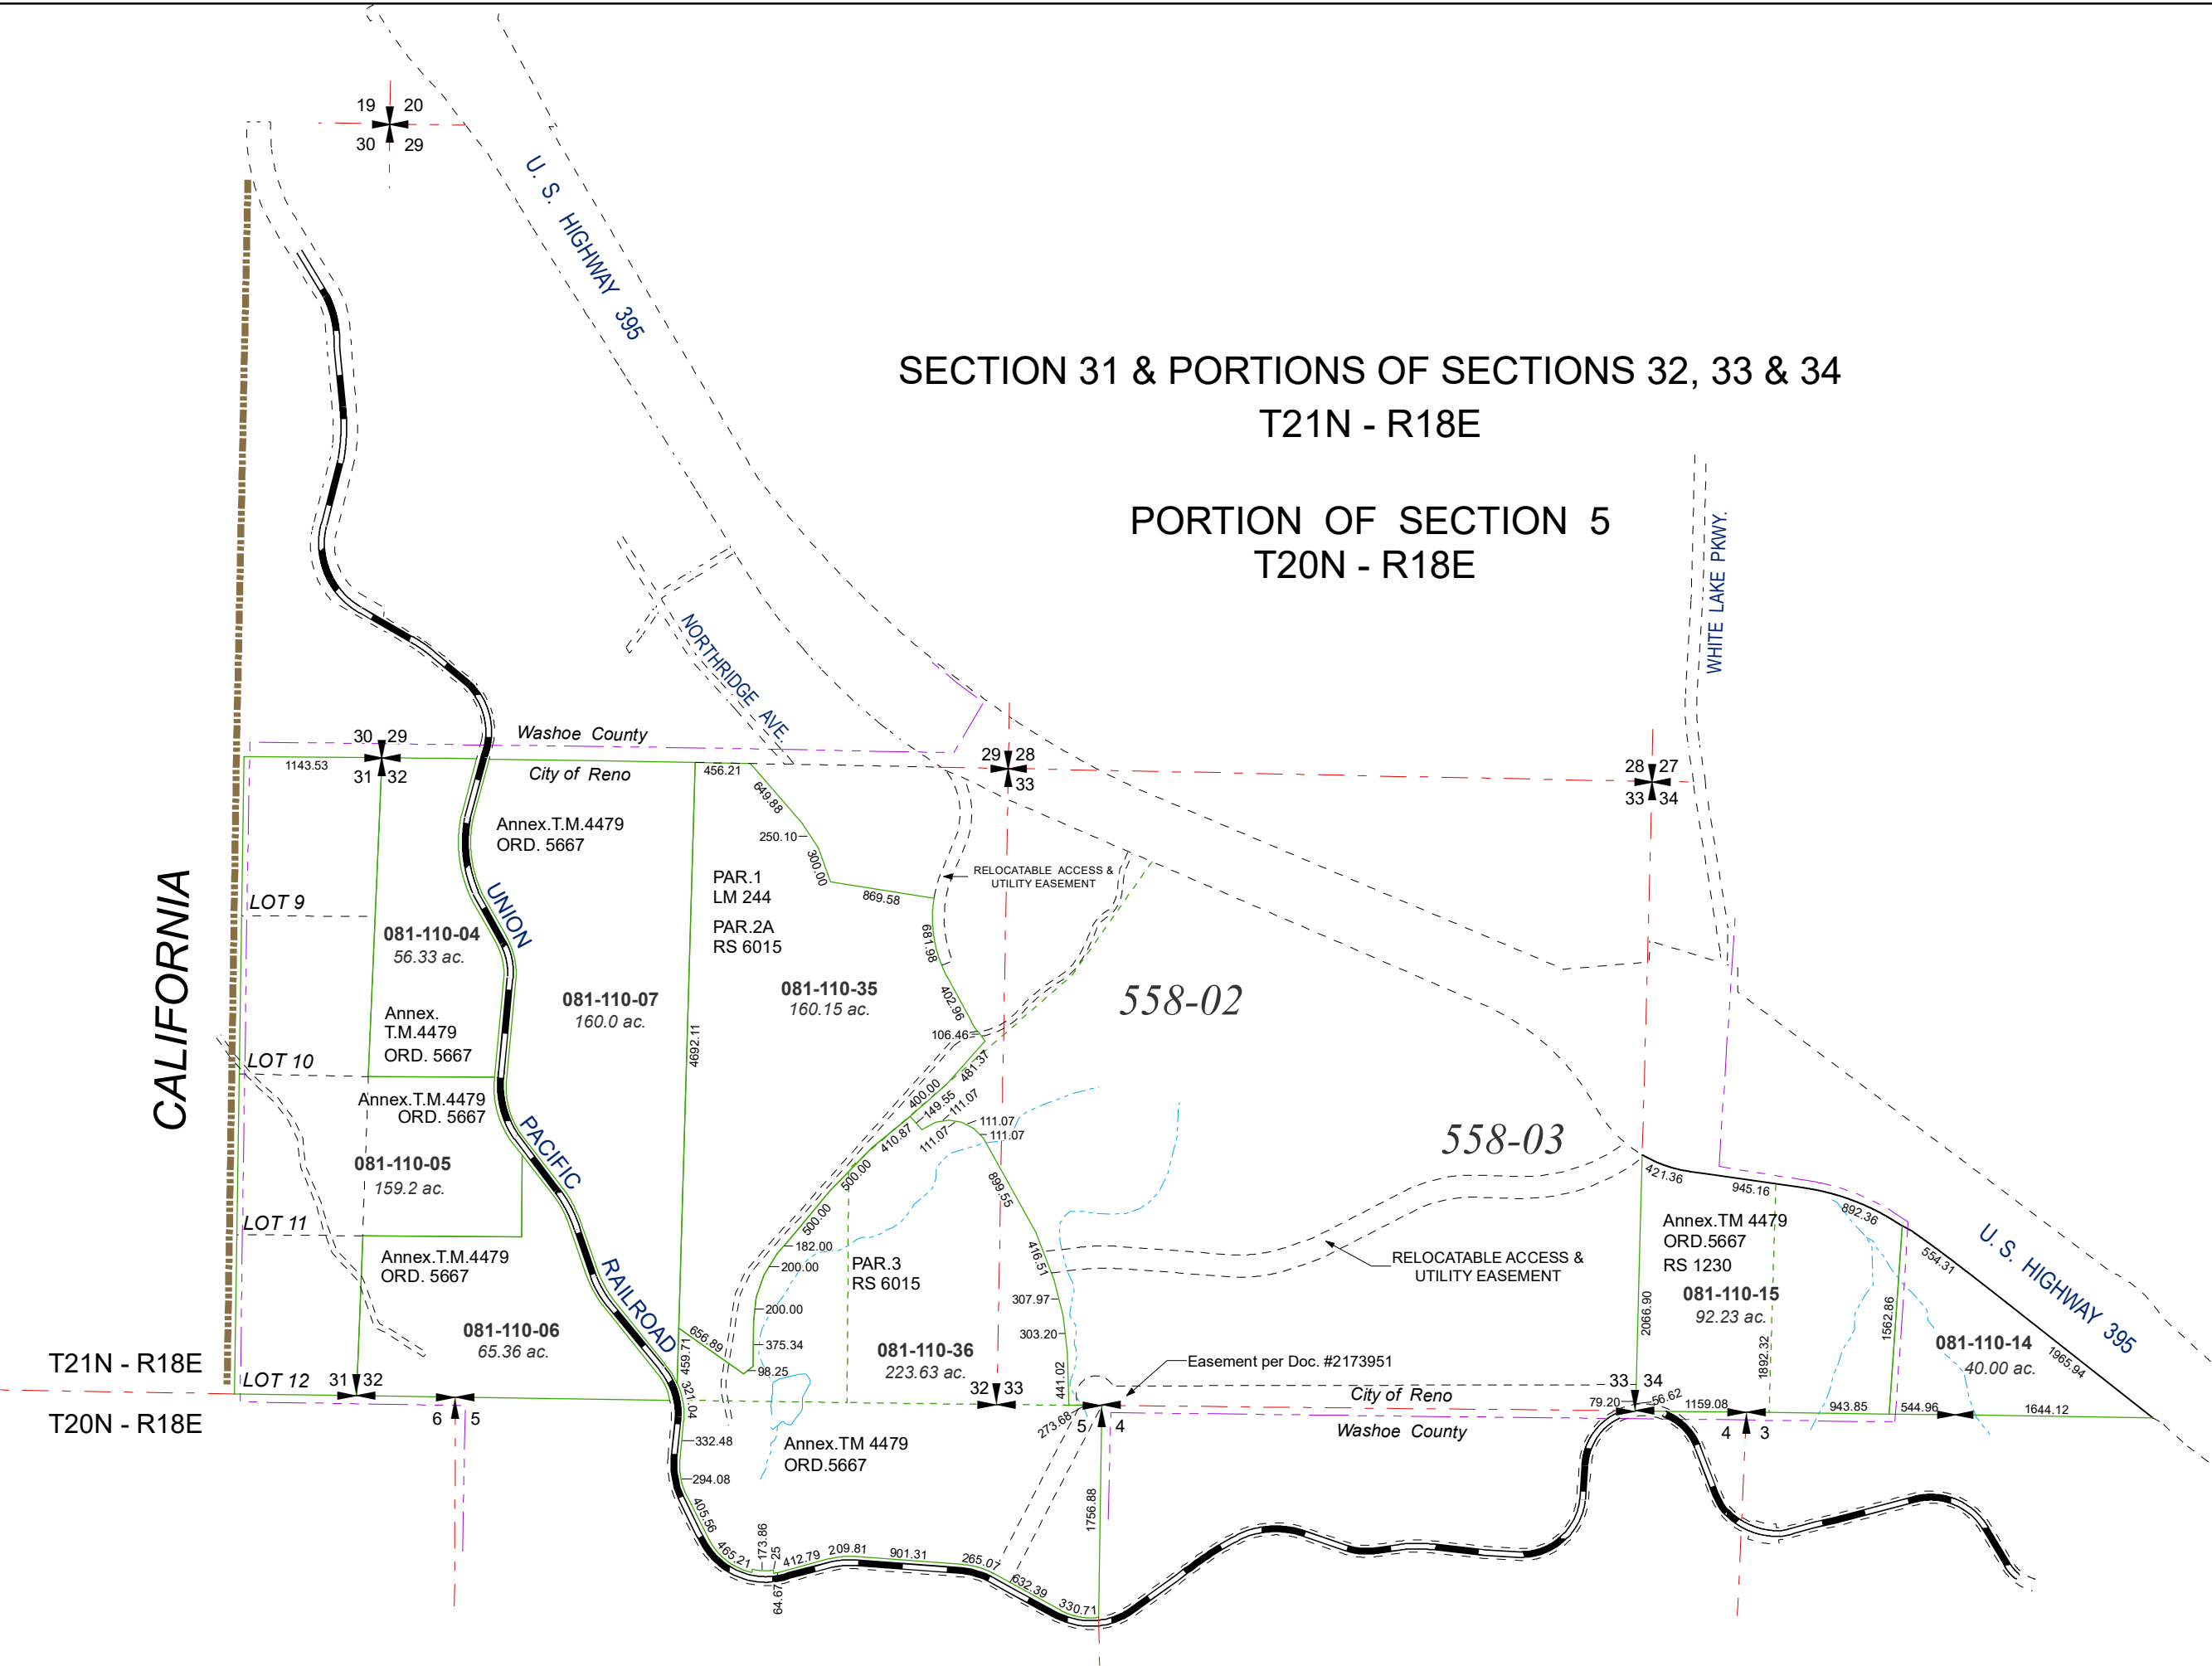 19 20
30 29
U. S. HIGHWAY 395
SECTION 31 & PORTIONS OF SECTIONS 32, 33 & 34
T21N - R18E
PORTION OF SECTION 5
T20N - R18E
WHITE LAKE PKWY.
NORTHRIDGE AVE.
Washoe County
City of Reno
30 29
31 32
1143.53
29 28
33
28 27
33 34
456.21
649.88
250.10
300.00
869.58
681.98
402.96
106.46
481.37
RELOCATABLE ACCESS &
UTILITY EASEMENT
Annex.T.M.4479
ORD. 5667
PAR.1
LM 244
PAR.2A
RS 6015
CALIFORNIA
LOT 9
081-110-04
56.33 ac.
UNION
081-110-07
160.0 ac.
081-110-35
160.15 ac.
558-02
Annex.
T.M.4479
ORD. 5667
4692.11
LOT 10
Annex.T.M.4479
ORD. 5667
PACIFIC
400.00
149.55
111.07
111.07
111.07
111.07
410.87
500.00
500.00
899.55
558-03
081-110-05
159.2 ac.
LOT 11
Annex.T.M.4479
ORD. 5667
RAILROAD
182.00
200.00
200.00
375.34
98.25
656.89
459.71
321.04
PAR.3
RS 6015
416.51
307.97
303.20
441.02
RELOCATABLE ACCESS &
UTILITY EASEMENT
421.36
945.16
892.36
554.31
Annex.TM 4479
ORD.5667
RS 1230
081-110-15
92.23 ac.
2066.90
1892.32
1562.86
U. S. HIGHWAY 395
081-110-14
40.00 ac.
1965.94
081-110-06
65.36 ac.
081-110-36
223.63 ac.
Easement per Doc. #2173951
T21N - R18E
LOT 12
31 32
32 33
33 34
City of Reno
79.20
56.62
1159.08
943.85
544.96
1644.12
T20N - R18E
6 5
273.68
5 4
Washoe County
4 3
332.48
294.08
Annex.TM 4479
ORD.5667
405.56
465.21
173.86
25
64.67
412.79
209.81
901.31
265.07
632.39
330.71
1756.88